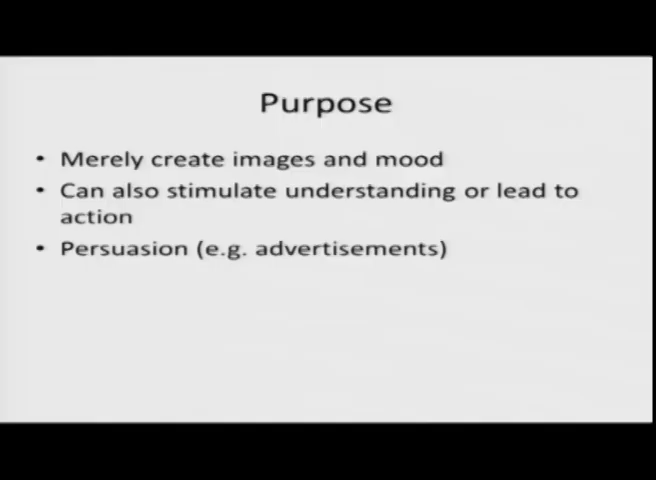 Purpose
• Merely create images and mood
• Can also stimulate understanding or lead to
action
• Persuasion (e.g. advertisements)